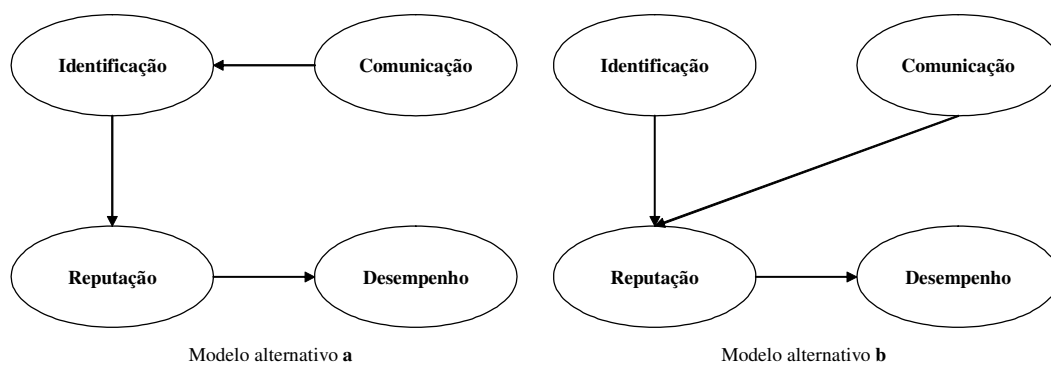 Identificação
Comunicação
Reputação
Desempenho
Modelo alternativo a
Identificação
Comunicação
Reputação
Desempenho
Modelo alternativo b